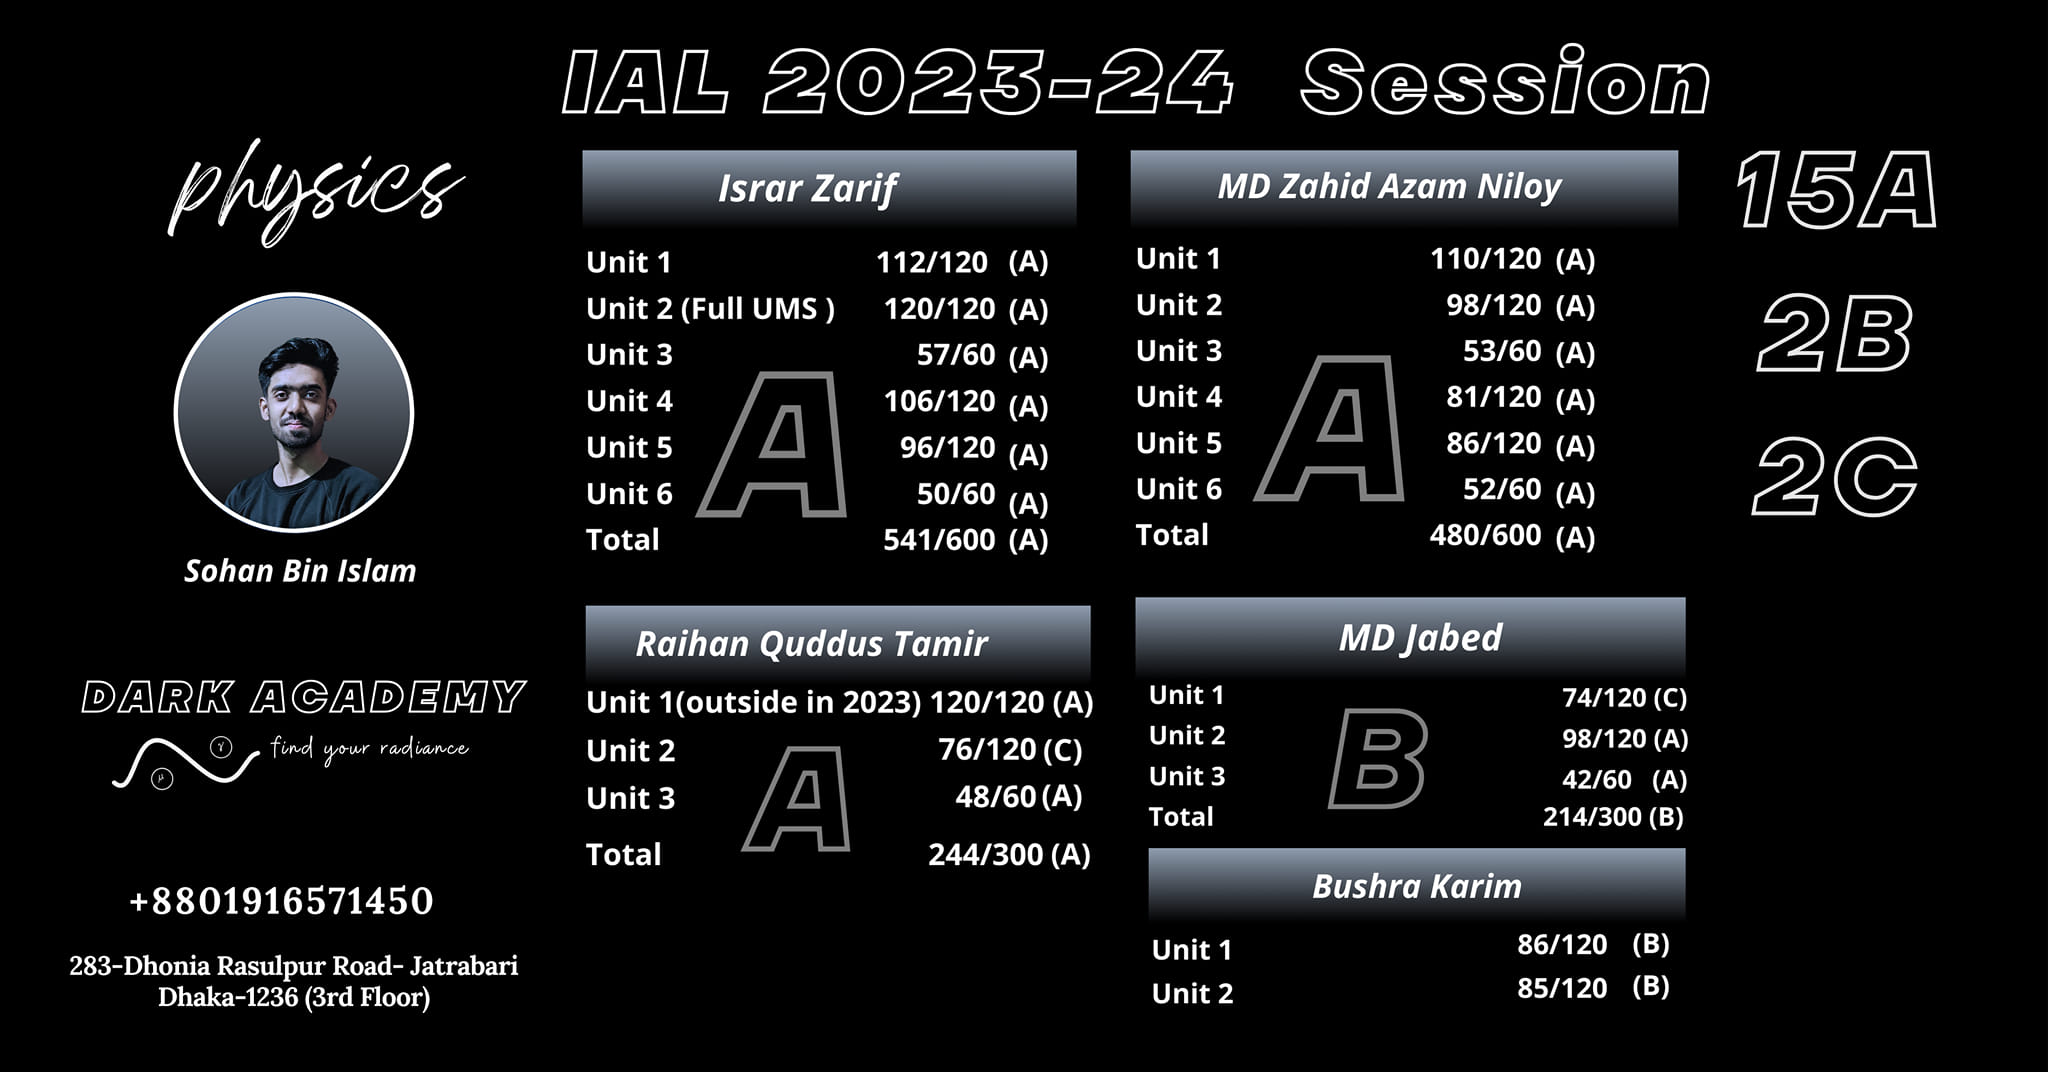 IAL 2023-24 Session
physics
Sohan Bin Islam
DARK ACADEMY
find your radiance
γ
μ
+8801916571450
283-Dhonia Rasulpur Road- Jatrabari
Dhaka-1236 (3rd Floor)
Israr Zarif
Unit 1 112/120 (A)
Unit 2 (Full UMS ) 120/120 (A)
Unit 3 57/60 (A)
Unit 4 106/120 (A)
Unit 5 96/120 (A)
Unit 6 50/60 (A)
Total 541/600 (A)
A
MD Zahid Azam Niloy
Unit 1 110/120 (A)
Unit 2 98/120 (A)
Unit 3 53/60 (A)
Unit 4 81/120 (A)
Unit 5 86/120 (A)
Unit 6 52/60 (A)
Total 480/600 (A)
A
Raihan Quddus Tamir
Unit 1(outside in 2023) 120/120 (A)
Unit 2 76/120 (C)
Unit 3 48/60 (A)
Total 244/300 (A)
A
MD Jabed
Unit 1 74/120 (C)
Unit 2 98/120 (A)
Unit 3 42/60 (A)
Total 214/300 (B)
B
Bushra Karim
Unit 1 86/120 (B)
Unit 2 85/120 (B)
15A
2B
2C